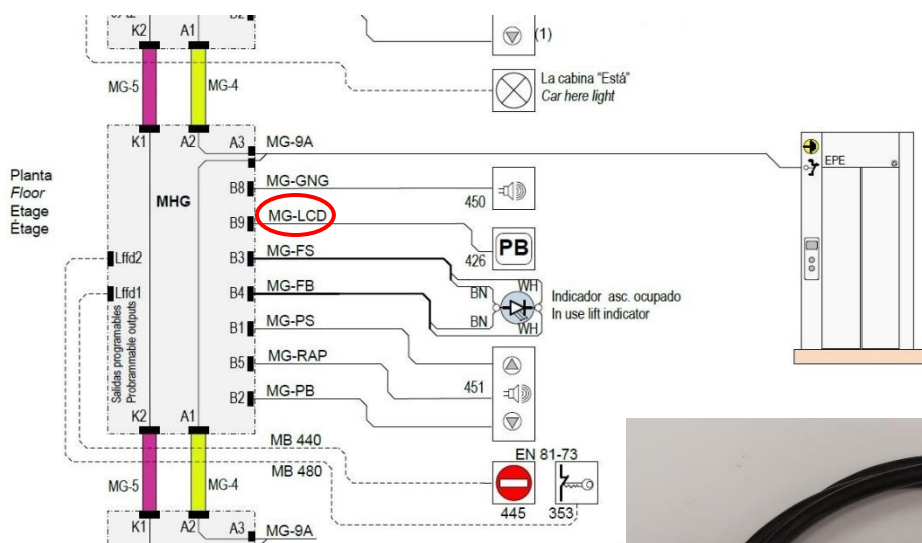 K2
A1
(1)
MG-5
MG-4
La cabina "Está"
Car here light
K1
A2
A3
MG-9A
EPE
Planta
Floor
Etage
Étage
MHG
B8
MG-GNG
450
B9
MG-LCD
PB
426
Lffd2
B3
MG-FS
WH
BN
Indicador asc. ocupado
In use lift indicator
Lffd1
B4
MG-FB
BN
WH
B1
MG-PS
Salidas programables
Probrammable outputs
B5
MG-RAP
451
B2
MG-PB
K2
A1
MB 440
EN 81-73
MB 480
MG-5
MG-4
445
353
K1
A2
A3
MG-9A